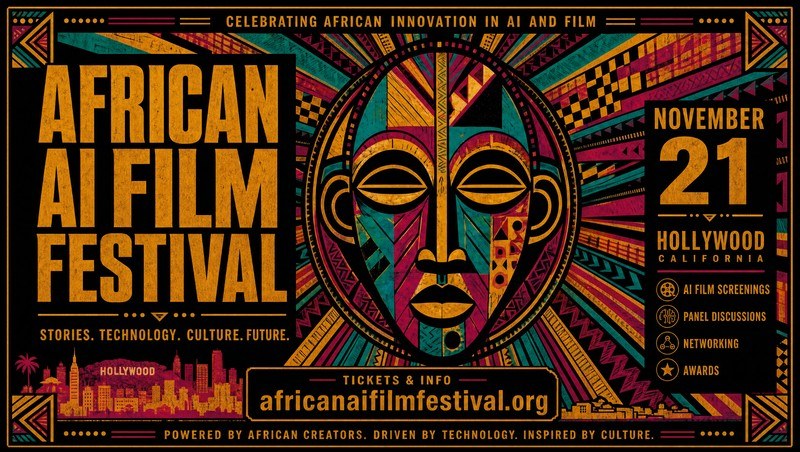 CELEBRATING AFRICAN INNOVATION IN AI AND FILM
AFRICAN
AI FILM
FESTIVAL
STORIES. TECHNOLOGY. CULTURE. FUTURE.
HOLLYWOOD
NOVEMBER
21
HOLLYWOOD
CALIFORNIA
AI FILM SCREENINGS
PANEL DISCUSSIONS
NETWORKING
AWARDS
TICKETS & INFO
africanaifilmfestival.org
POWERED BY AFRICAN CREATORS. DRIVEN BY TECHNOLOGY. INSPIRED BY CULTURE.